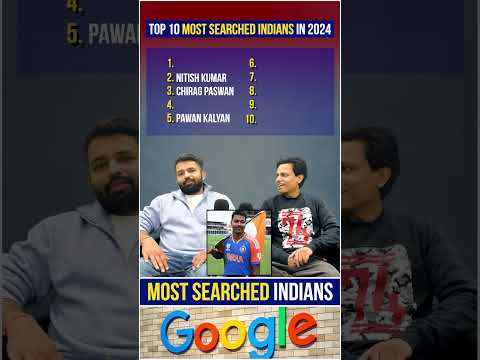 TOP 10 MOST SEARCHED INDIANS IN 2024
1.
2. NITISH KUMAR
3. CHIRAG PASWAN
4.
5. PAWAN KALYAN
6.
7.
8.
9.
10.
INDIA
MOST SEARCHED INDIANS
Google